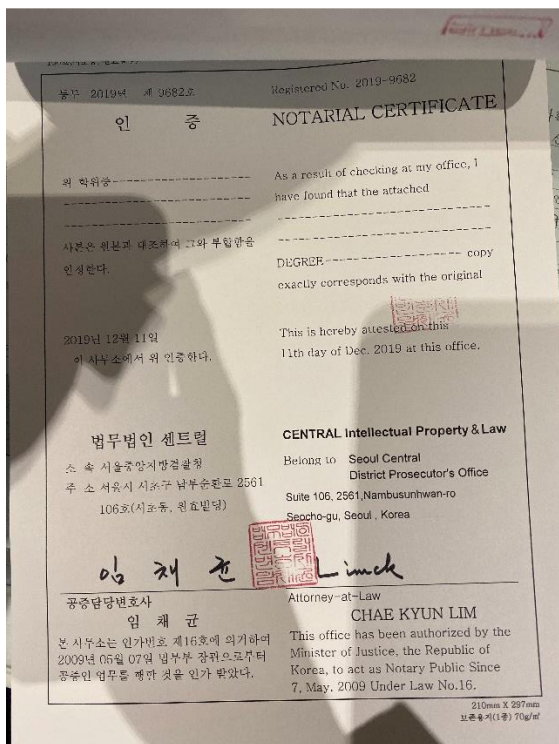 등부 2019년 제 9682호
Registered No. 2019-9682
인 증
NOTARIAL CERTIFICATE
위 학위증
사본은 원본과 대조하여 그와 부합함을
인정한다.
As a result of checking at my office, I
have found that the attached
DEGREE copy
exactly corresponds with the original
2019년 12월 11일
이 사무소에서 위 인증한다.
This is hereby attested on this
11th day of Dec. 2019 at this office.
법무법인 센트럴
소 속 서울중앙지방검찰청
주 소 서울시 서초구 남부순환로 2561
106호(서초동, 원효빌딩)
CENTRAL Intellectual Property & Law
Belong to Seoul Central
District Prosecutor's Office
Suite 106, 2561,Nambusunhwan-ro
Seocho-gu, Seoul , Korea
임 채 균
Limck
공증담당변호사
임 채 균
본 사무소는 인가번호 제16호에 의거하여
2009년 05월 07일 법무부 장관으로부터
공증인 업무를 행할 것을 인가 받았다.
Attorney-at-Law
CHAE KYUN LIM
This office has been authorized by the
Minister of Justice, the Republic of
Korea, to act as Notary Public Since
7, May. 2009 Under Law No.16.
210mm X 297mm
보존용지(1종) 70g/㎡